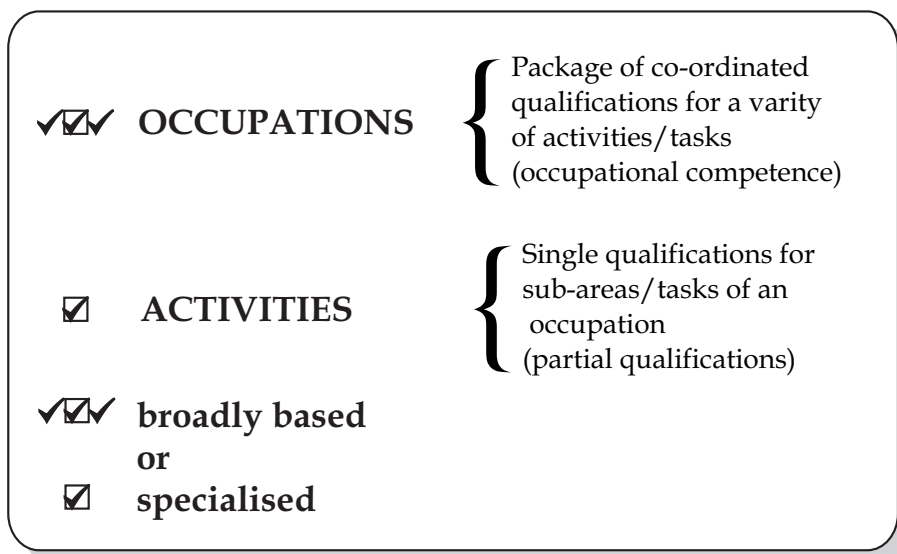 ✓☑✓ OCCUPATIONS
Package of co-ordinated
qualifications for a varity
of activities/tasks
(occupational competence)
☑ ACTIVITIES
Single qualifications for
sub-areas/tasks of an
occupation
(partial qualifications)
✓☑✓ broadly based
or
☑ specialised